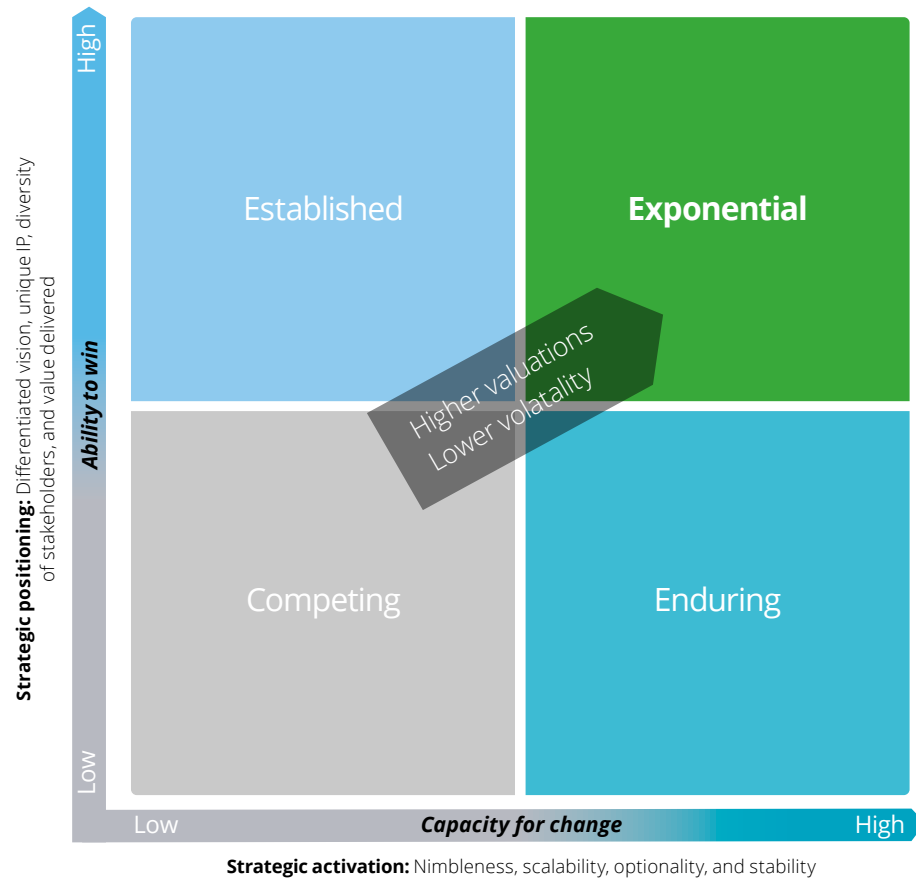 High
Established
Exponential
Strategic positioning: Differentiated vision, unique IP, diversity
of stakeholders, and value delivered
Ability to win
Higher valuations
Lower volatality
Competing
Enduring
Low
Low
Capacity for change
High
Strategic activation: Nimbleness, scalability, optionality, and stability